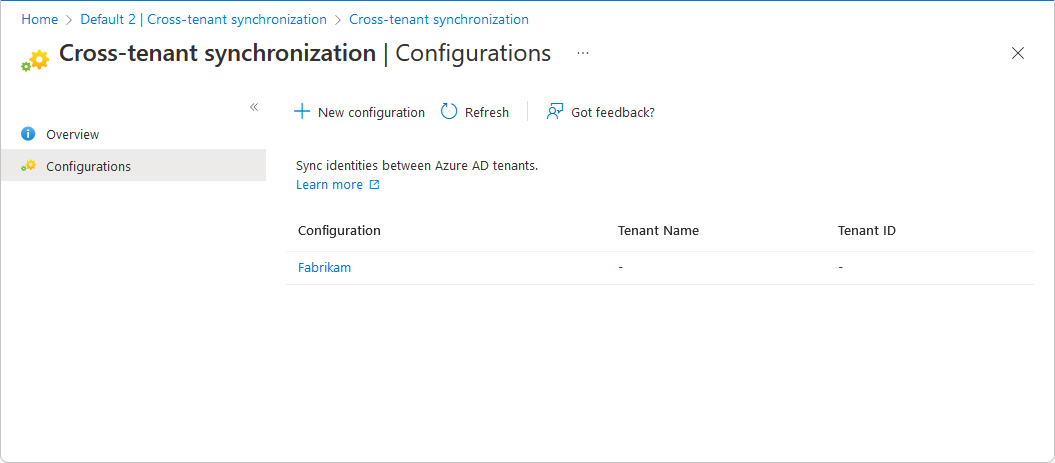 Home > Default 2 | Cross-tenant synchronization > Cross-tenant synchronization
Cross-tenant synchronization | Configurations ...
«
Overview
Configurations
New configuration Refresh Got feedback?
Sync identities between Azure AD tenants.
Learn more
Configuration Tenant Name Tenant ID
Fabrikam - -